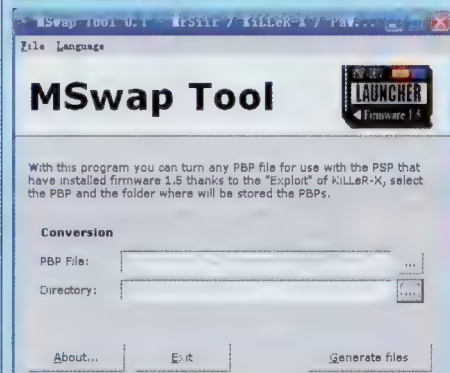 MSwap Tool 0.1 - MrSiir / KiLLeR-X / Pa...
File Language
MSwap Tool
LAUNCHER
Firmware 1.5
With this program you can turn any PBP file for use with the PSP that
have installed firmware 1.5 thanks to the "Exploit" of KiLLeR-X, select
the PBP and the folder where will be stored the PBPs.
Conversion
PBP File:
...
Directory:
...
About...
Exit
Generate files